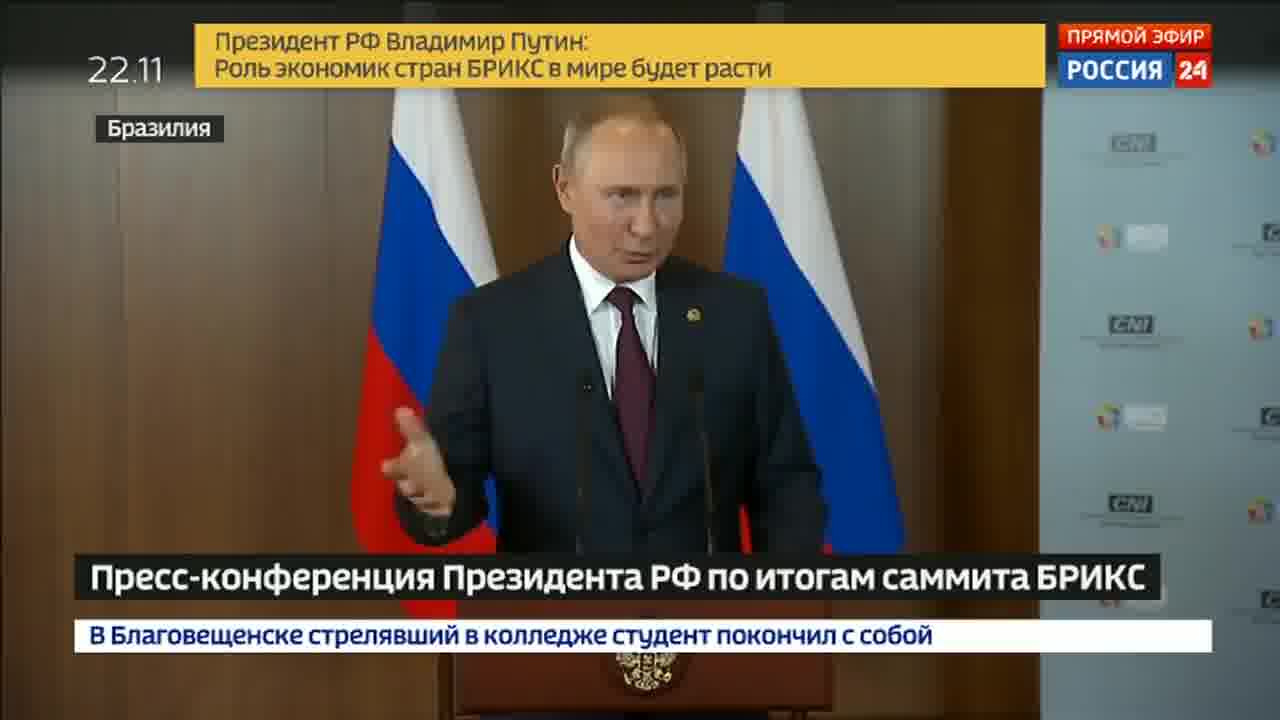 22.11
Президент РФ Владимир Путин:
Роль экономик стран БРИКС в мире будет расти
ПРЯМОЙ ЭФИР
РОССИЯ 24
Бразилия
CNI
CNI
CNI
Пресс-конференция Президента РФ по итогам саммита БРИКС
В Благовещенске стрелявший в колледже студент покончил с собой